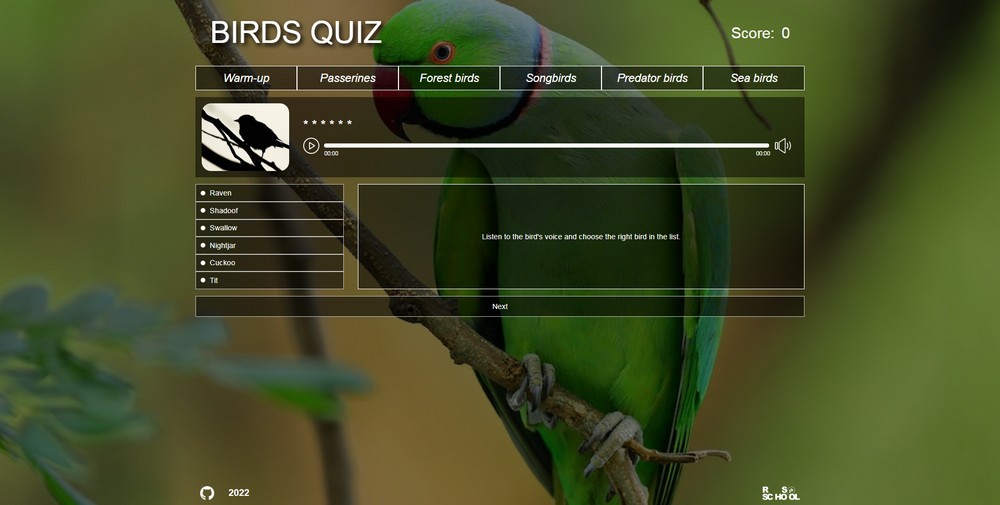 BIRDS QUIZ
Score: 0
Warm-up
Passerines
Forest birds
Songbirds
Predator birds
Sea birds
******
00:00
00:00
Raven
Shadoof
Swallow
Nightjar
Cuckoo
Tit
Listen to the bird's voice and choose the right bird in the list.
Next
2022
RS
SCHOOL